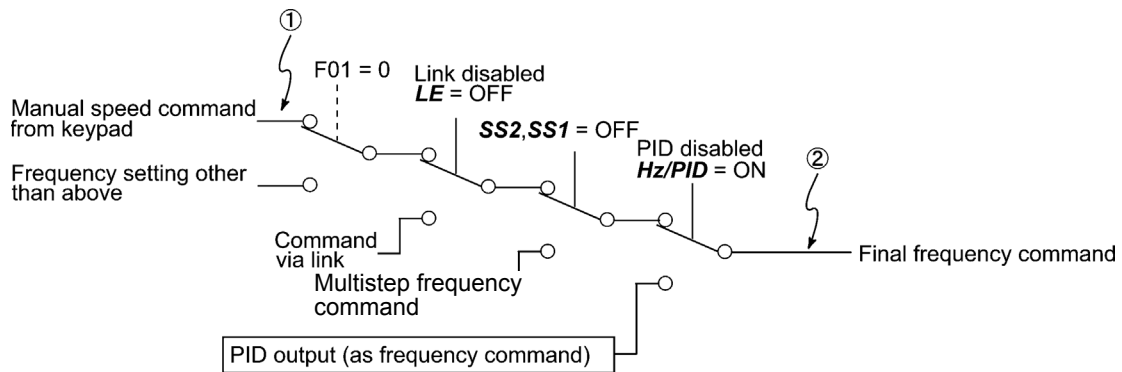 ①
F01 = 0
Link disabled
LE = OFF
Manual speed command
from keypad
SS2,SS1 = OFF
PID disabled
Hz/PID = ON
②
Frequency setting other
than above
Command
via link
Multistep frequency
command
Final frequency command
PID output (as frequency command)